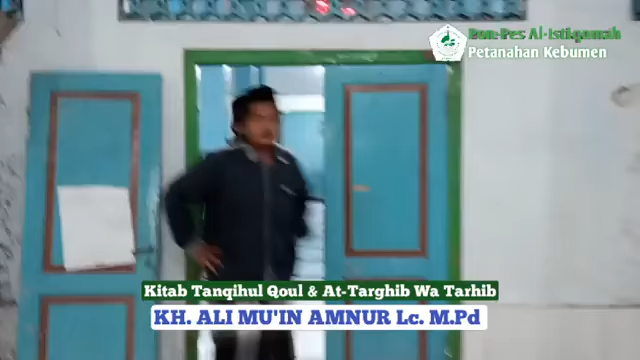 Pon-Pes Al-Istiqomah
Petanahan Kebumen
Kitab Tanqihul Qoul & At-Targhib Wa Tarhib
KH. ALI MU'IN AMNUR Lc. M.Pd